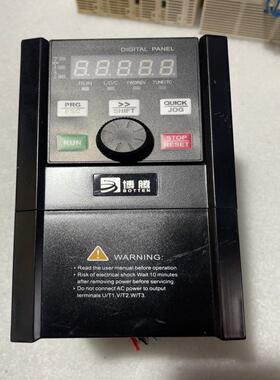 DIGITAL PANEL
88888
RUN L/D/C FWD/REV TUNE/TC
PRG
ESC
>>
SHIFT
QUICK
JOG
RUN
STOP
RESET
博腾
BOTTEN
WARNING:
• Read the user manual before operation
• Risk of electrical shock Wait 10 minutes
after removing power before servicing
• Do not connect AC power to output
terminals U/T1.V/T2.W/T3.